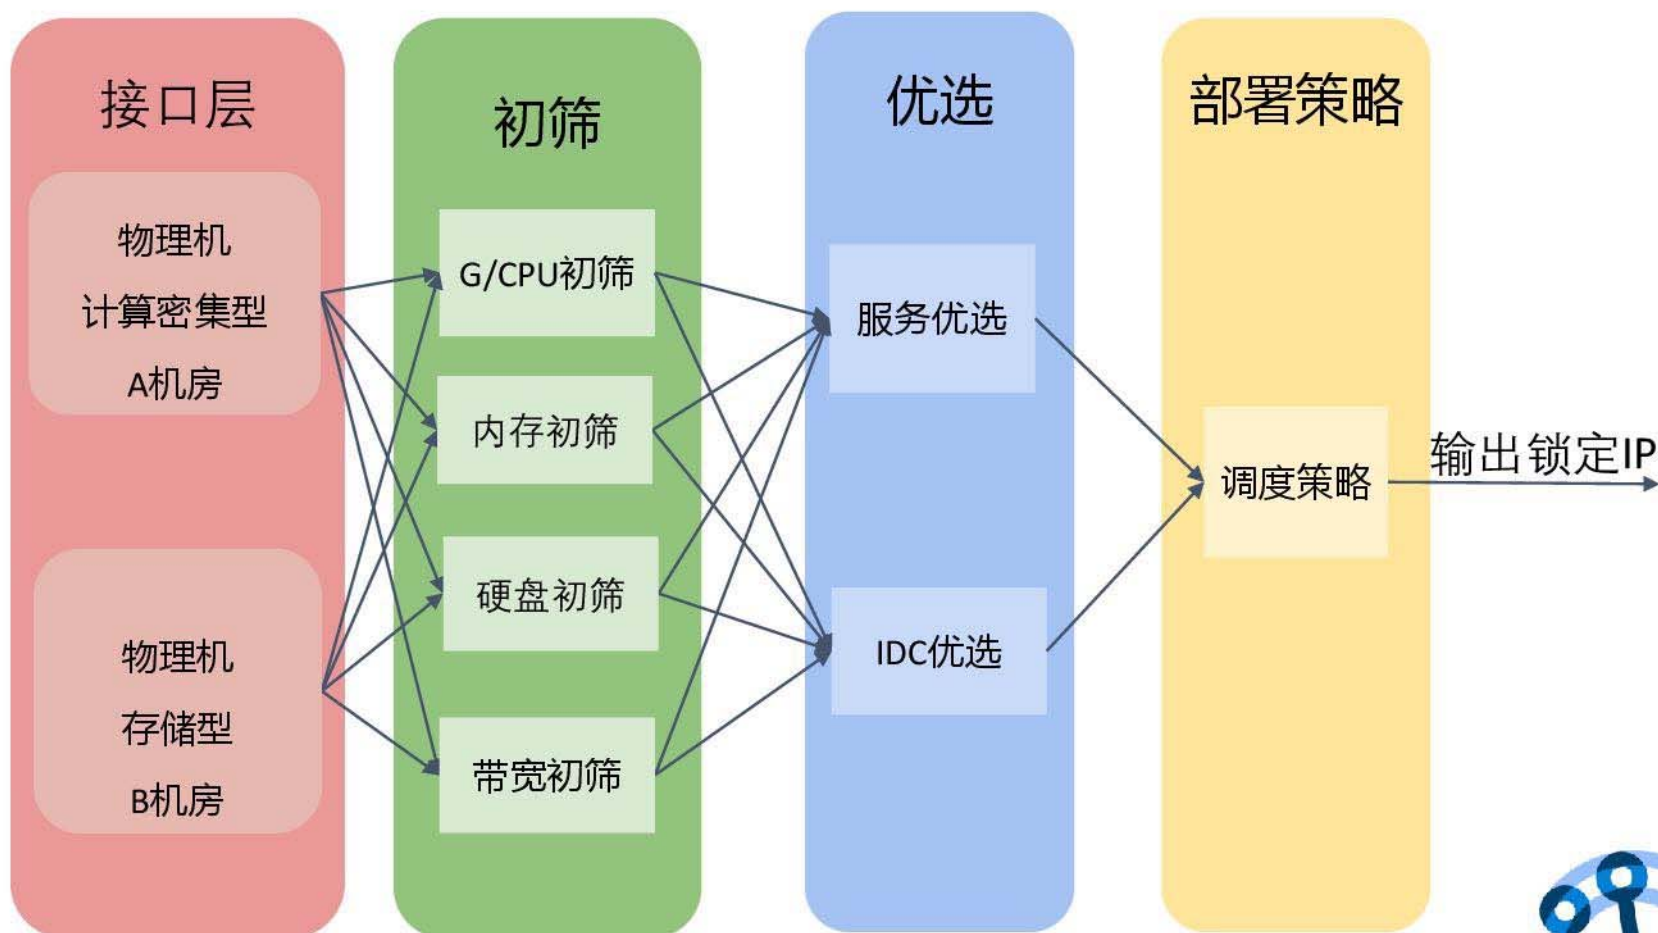 接口层
物理机
计算密集型
A机房
物理机
存储型
B机房
初筛
G/CPU初筛
内存初筛
硬盘初筛
带宽初筛
优选
服务优选
IDC优选
部署策略
调度策略
输出锁定IP